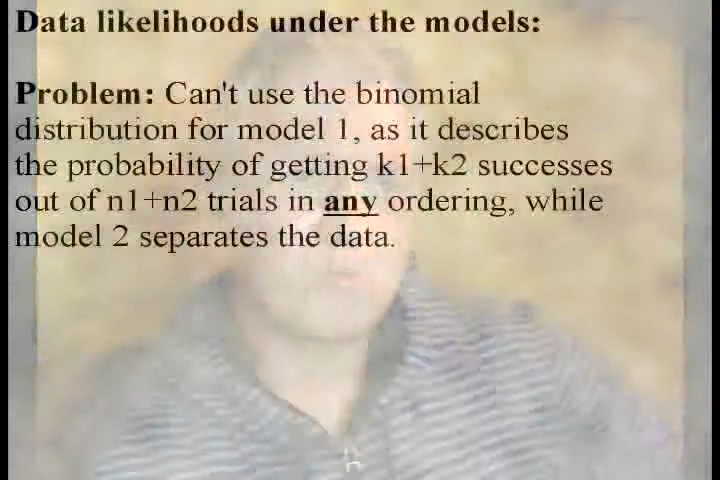 Data likelihoods under the models:
Problem: Can't use the binomial
distribution for model 1, as it describes
the probability of getting k1+k2 successes
out of n1+n2 trials in any ordering, while
model 2 separates the data.